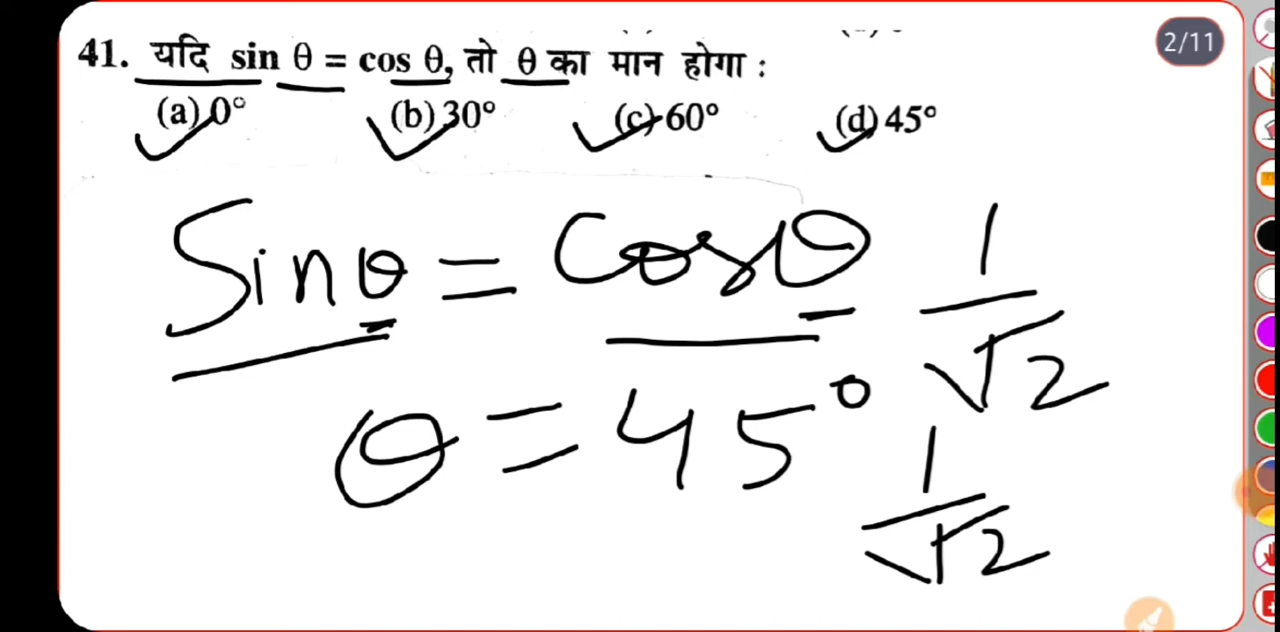 2/11
41. यदि sin θ = cos θ, तो θ का मान होगा :
(a) 0° (b) 30° (c) 60° (d) 45°
Sinθ = Cosθ 1/√2
θ = 45°
1/√2